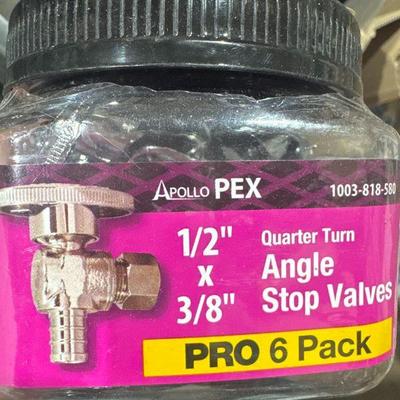 APOLLO PEX
1003-818-580
1/2" x 3/8"
Quarter Turn
Angle
Stop Valves
PRO 6 Pack